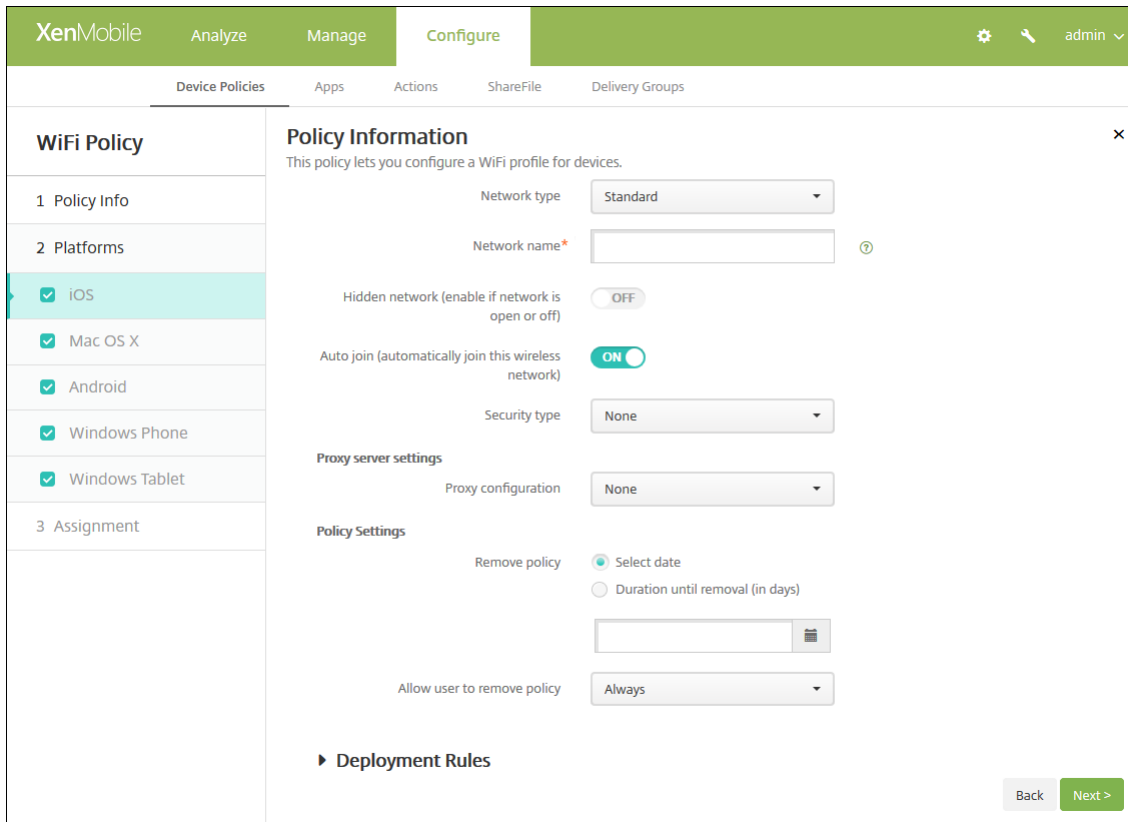 XenMobile Analyze Manage Configure admin
Device Policies Apps Actions ShareFile Delivery Groups
WiFi Policy
1 Policy Info
2 Platforms
iOS
Mac OS X
Android
Windows Phone
Windows Tablet
3 Assignment
Policy Information
This policy lets you configure a WiFi profile for devices.
Network type Standard
Network name*
Hidden network (enable if network is
open or off) OFF
Auto join (automatically join this wireless
network) ON
Security type None
Proxy server settings
Proxy configuration None
Policy Settings
Remove policy Select date
Duration until removal (in days)
Allow user to remove policy Always
Deployment Rules
Back Next >